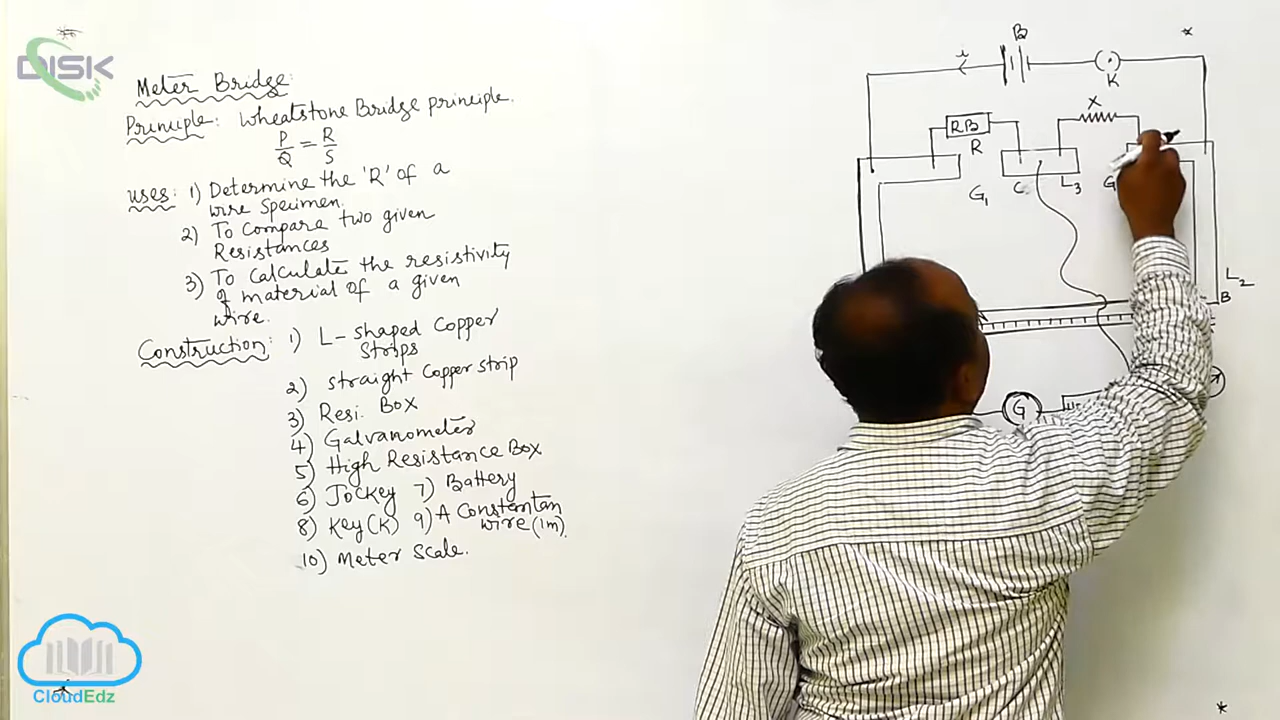 DISK
Meter Bridge:
Principle: Wheatstone Bridge principle.
P/Q = R/S
uses: 1) Determine the 'R' of a
wire specimen.
2) To compare two given
Resistances
3) To calculate the resistivity
of material of a given
wire.
Construction: 1) L-shaped Copper
Strips
2) straight Copper strip
3) Resi. Box
4) Galvanometer
5) High Resistance Box
6) Jockey 7) Battery
8) Key(K) 9) A Constantan
wire (1m).
10) Meter Scale.
CloudEdz
B
K
X
RB
R
G1
C
L3
G
L2
B
G